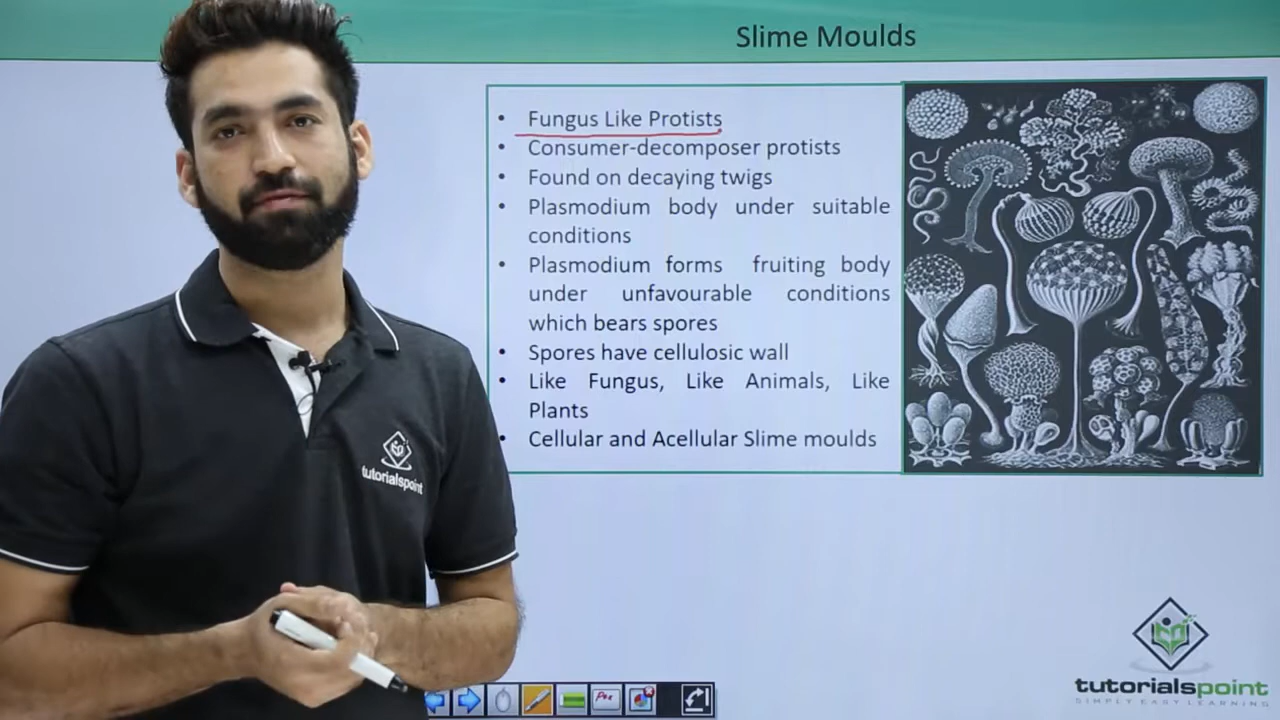 Slime Moulds
• Fungus Like Protists
• Consumer-decomposer protists
• Found on decaying twigs
• Plasmodium body under suitable
conditions
• Plasmodium forms fruiting body
under unfavourable conditions
which bears spores
• Spores have cellulosic wall
• Like Fungus, Like Animals, Like
Plants
• Cellular and Acellular Slime moulds
tutorialspoint
Pen
tutorialspoint
SIMPLY EASY LEARNING